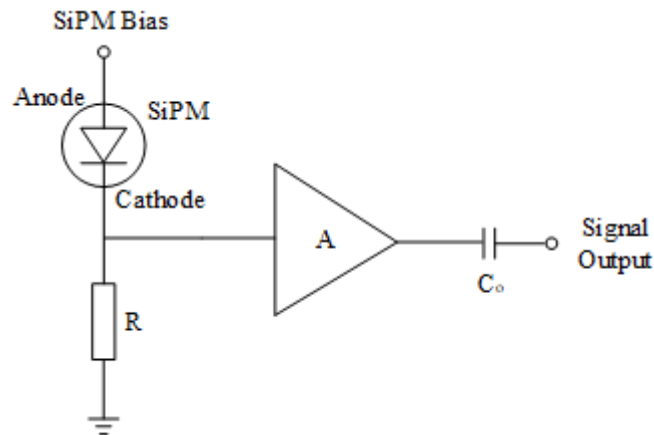 SiPM Bias
Anode
SiPM
Cathode
A
Signal
Output
Cₒ
R